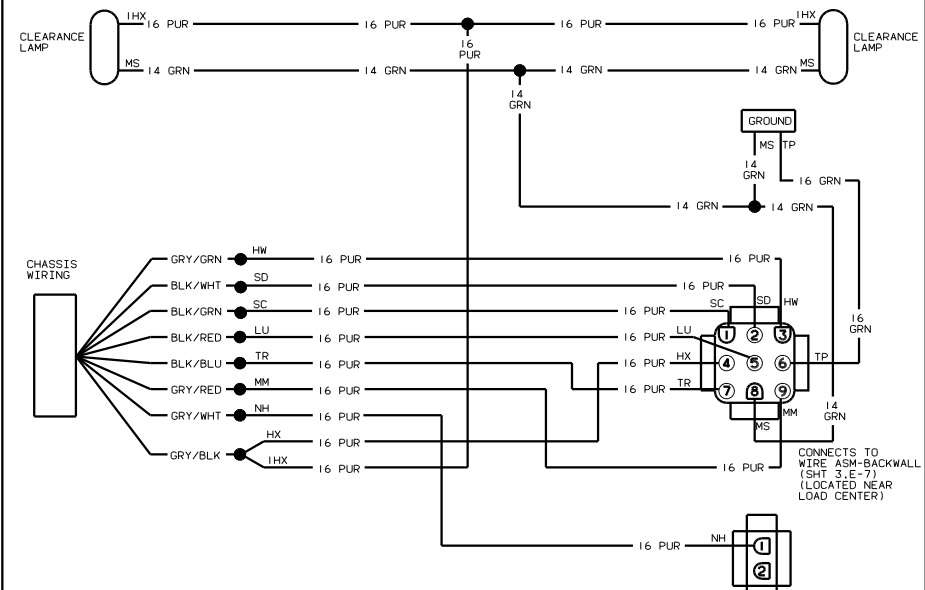 1HX 16 PUR 16 PUR 16 PUR 16 PUR 1HX
CLEARANCE
LAMP
16
PUR
CLEARANCE
LAMP
MS 14 GRN 14 GRN 14 GRN 14 GRN MS
14
GRN
GROUND
MS TP
14
GRN
16 GRN
14 GRN 14 GRN
CHASSIS
WIRING
GRY/GRN HW 16 PUR 16 PUR
BLK/WHT SD 16 PUR 16 PUR
BLK/GRN SC 16 PUR 16 PUR SC SD HW
BLK/RED LU 16 PUR 16 PUR LU
1 2 3
16
GRN
BLK/BLU TR 16 PUR 16 PUR HX 4 5 6 TP
GRY/RED MM 16 PUR 16 PUR TR 7 8 9
GRY/WHT NH 16 PUR
MS MM
14
GRN
GRY/BLK HX 16 PUR
1HX 16 PUR 16 PUR
CONNECTS TO
WIRE ASM-BACKWALL
(SHT 3,E-7)
(LOCATED NEAR
LOAD CENTER)
16 PUR NH 1
2